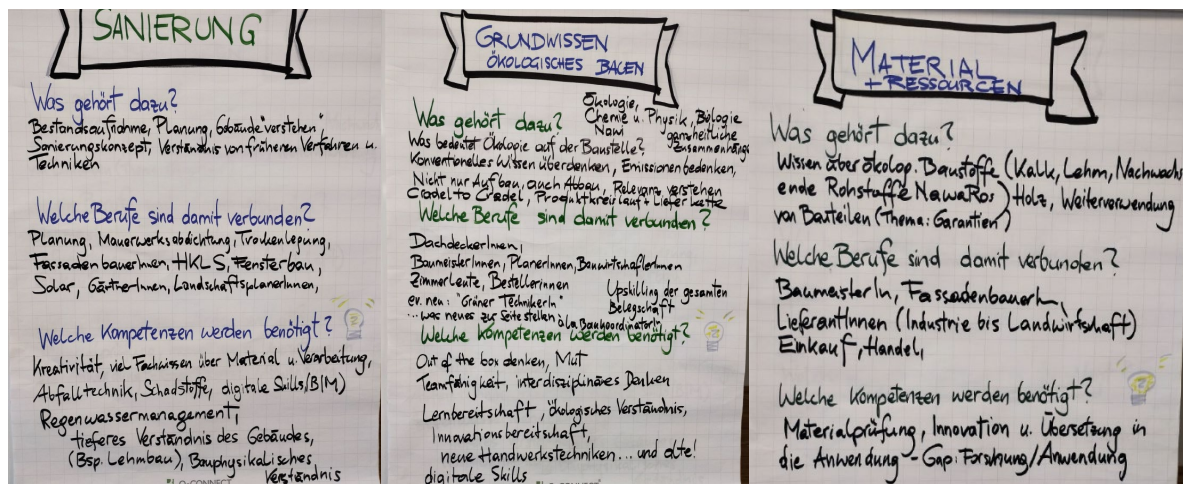 SANIERUNG
Was gehört dazu?
Bestandsaufnahme, Planung, Gebäude "verstehen"
Sanierungskonzept, Verständnis von früheren Verfahren u.
Techniken
Welche Berufe sind damit verbunden?
Planung, Mauerwerksabdichtung, Trockenlegung,
FassadenbauerInnen, HKLS, Fensterbau,
Solar, GärtnerInnen, LandschaftsplanerInnen,
Welche Kompetenzen werden benötigt?
Kreativität, viel Fachwissen über Material u. Verarbeitung,
Abfalltechnik, Schadstoffe, digitale Skills/BIM)
Regenwassermanagement,
tieferes Verständnis des Gebäudes,
(Bsp. Lehmbau), Bauphysikalisches
Verständnis
GRUNDWISSEN
ÖKOLOGISCHES BAUEN
Was gehört dazu?
Ökologie,
Chemie u. Physik, Biologie
Nawi
ganzheitliche
Zusammenhänge
Was bedeutet Ökologie auf der Baustelle?
Konventionelles Wissen überdenken, Emissionen bedenken,
Nicht nur Aufbau, auch Abbau, Relevanz verstehen
Cradel to Cradel, Produktkreislauf + Lieferkette
Welche Berufe sind damit verbunden?
DachdeckerInnen,
BaumeisterInnen, PlanerInnen, BauwirtschafterInnen
Zimmerleute, Bestellerinnen
ev. neu: "Grüner TechnikerIn"
... was neues zur Seite stellen à la BaukoordinatorIn
Upskilling der gesamten
Belegschaft
Welche Kompetenzen werden benötigt?
Out of the box denken, Mut
Teamfähigkeit, interdisziplinäres Denken
Lernbereitschaft, ökologisches Verständnis,
Innovationsbereitschaft,
neue Handwerkstechniken... und alte!
digitale Skills
MATERIAL
+ RESSOURCEN
Was gehört dazu?
Wissen über ökolog. Baustoffe (Kalk, Lehm, Nachwachs
ende Rohstoffe NawaRos) Holz, Weiterverwendung
von Bauteilen (Thema: Garantien)
Welche Berufe sind damit verbunden?
BaumeisterIn, FassadenbauerIn,
LieferantInnen (Industrie bis Landwirtschaft)
Einkauf, Handel,
Welche Kompetenzen werden benötigt?
Materialprüfung, Innovation u. Übersetzung in
die Anwendung - Gap: Forschung/Anwendung